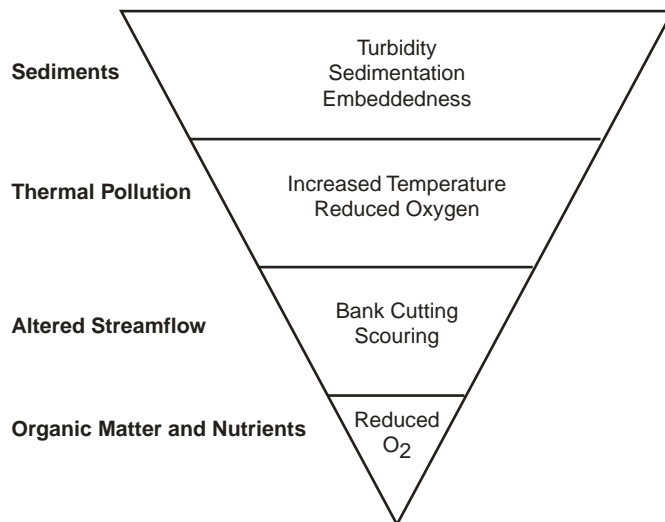 Sediments
Turbidity
Sedimentation
Embeddedness
Thermal Pollution
Increased Temperature
Reduced Oxygen
Altered Streamflow
Bank Cutting
Scouring
Organic Matter and Nutrients
Reduced
O2